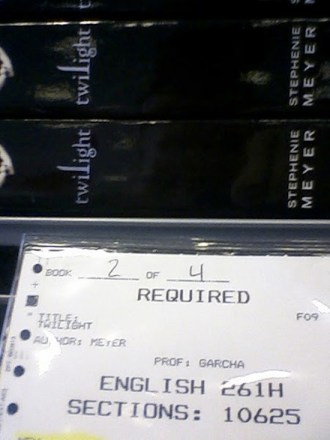 twilight
STEPHENIE
MEYER
twilight
STEPHENIE
MEYER
BOOK 2 OF 4
REQUIRED
F09
TITLE:
TWILIGHT
AUTHOR: MEYER
PROF: GARCHA
ENGLISH 261H
SECTIONS: 10625